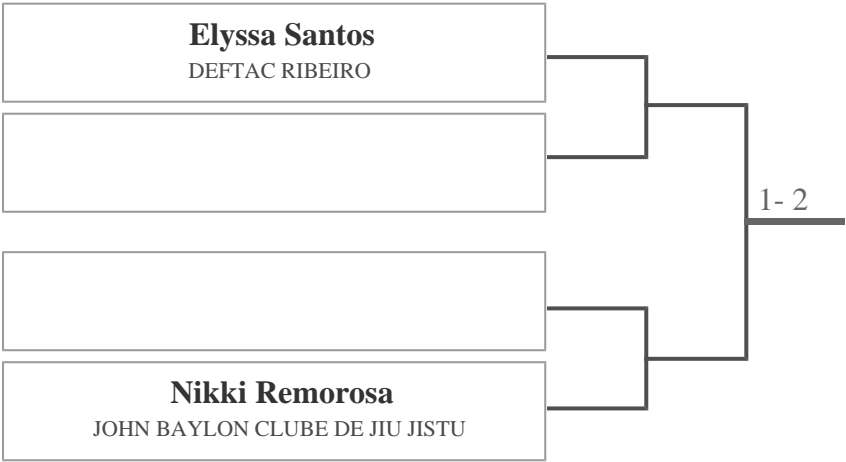 Elyssa Santos
DEFTAC RIBEIRO
1- 2
Nikki Remorosa
JOHN BAYLON CLUBE DE JIU JISTU